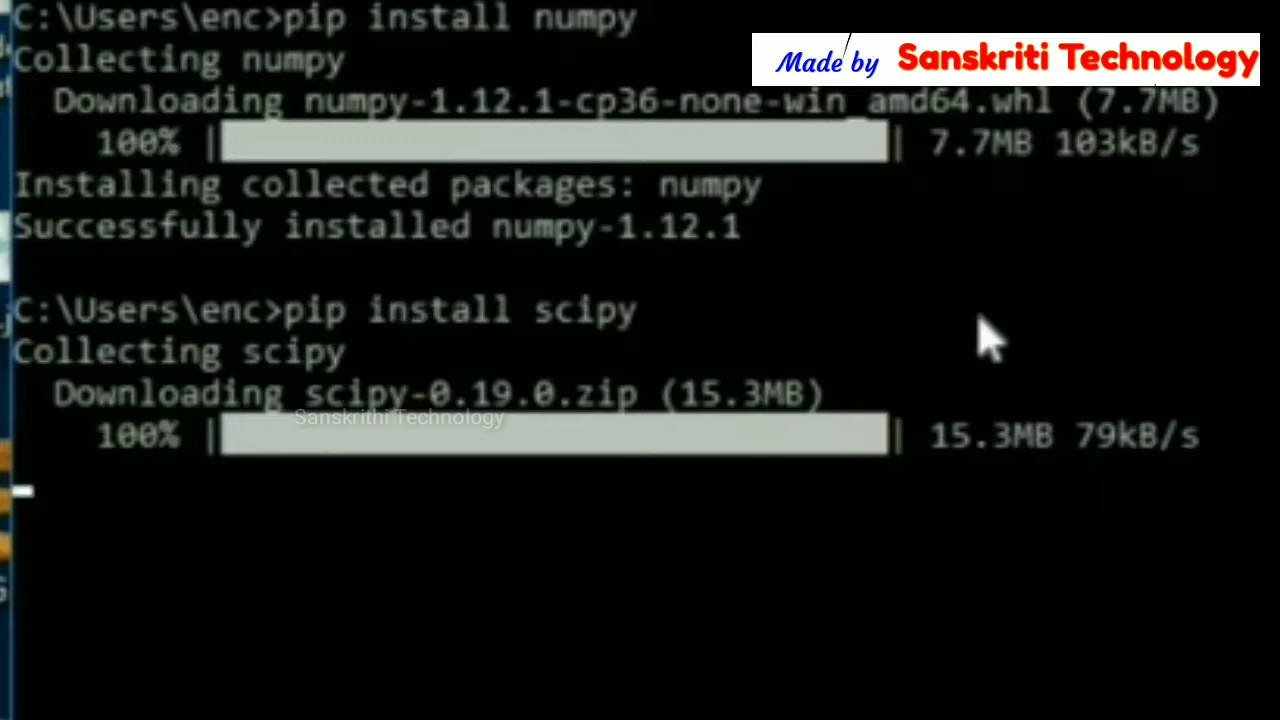 C:\Users\enc>pip install numpy
Made by Sanskriti Technology
Collecting numpy
Downloading numpy-1.12.1-cp36-none-win_amd64.whl (7.7MB)
100% | | 7.7MB 103kB/s
Installing collected packages: numpy
Successfully installed numpy-1.12.1
C:\Users\enc>pip install scipy
Collecting scipy
Downloading scipy-0.19.0.zip (15.3MB)
Sanskrithi Technology
100% | | 15.3MB 79kB/s